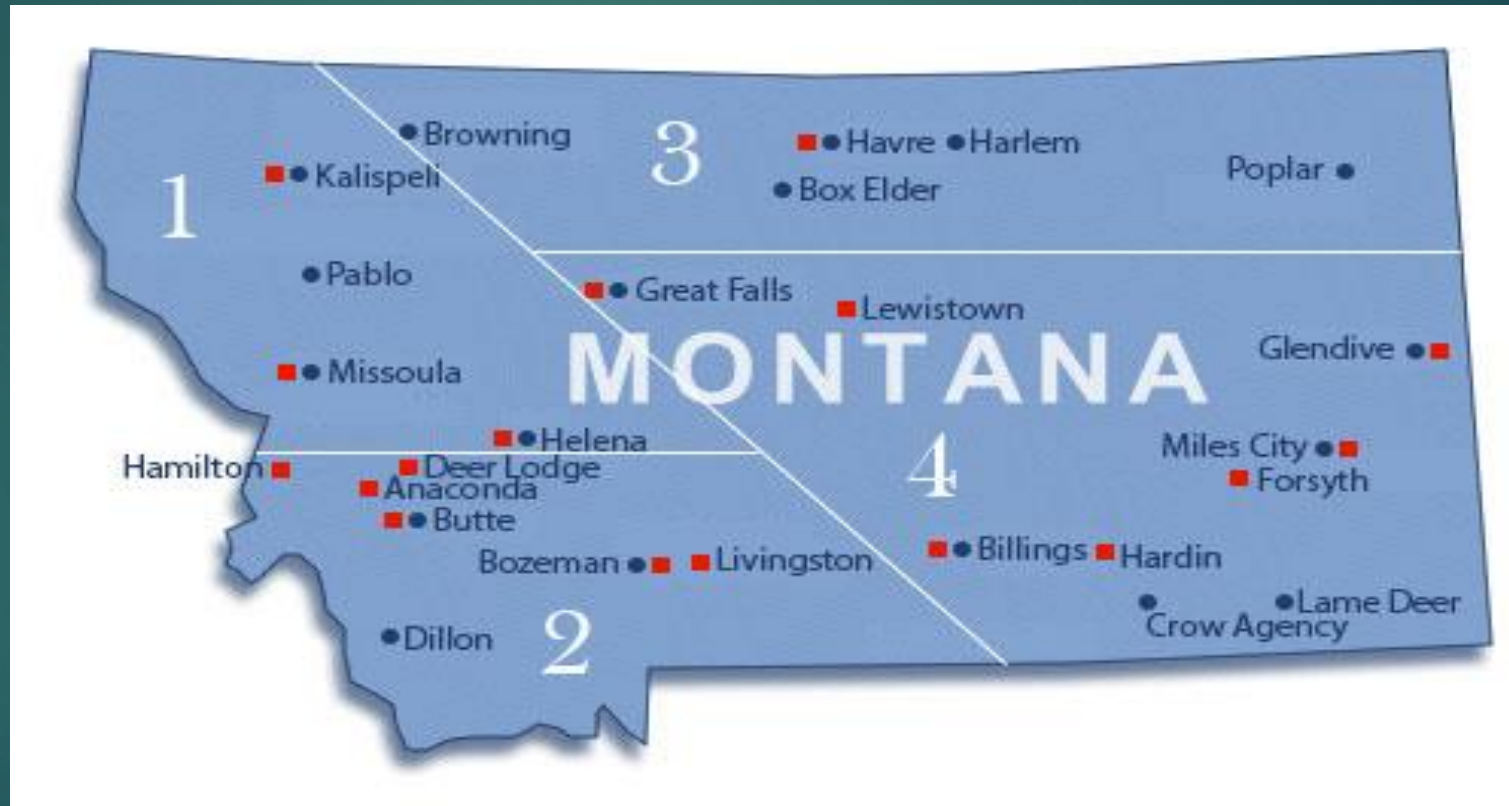 Browning
3
Havre
Harlem
Kalispell
1
Box Elder
Poplar
Pablo
Great Falls
Lewistown
MONTANA
Glendive
Missoula
Helena
Hamilton
Deer Lodge
Anaconda
4
Miles City
Forsyth
Butte
Bozeman
Livingston
Billings
Hardin
Dillon
2
Lame Deer
Crow Agency